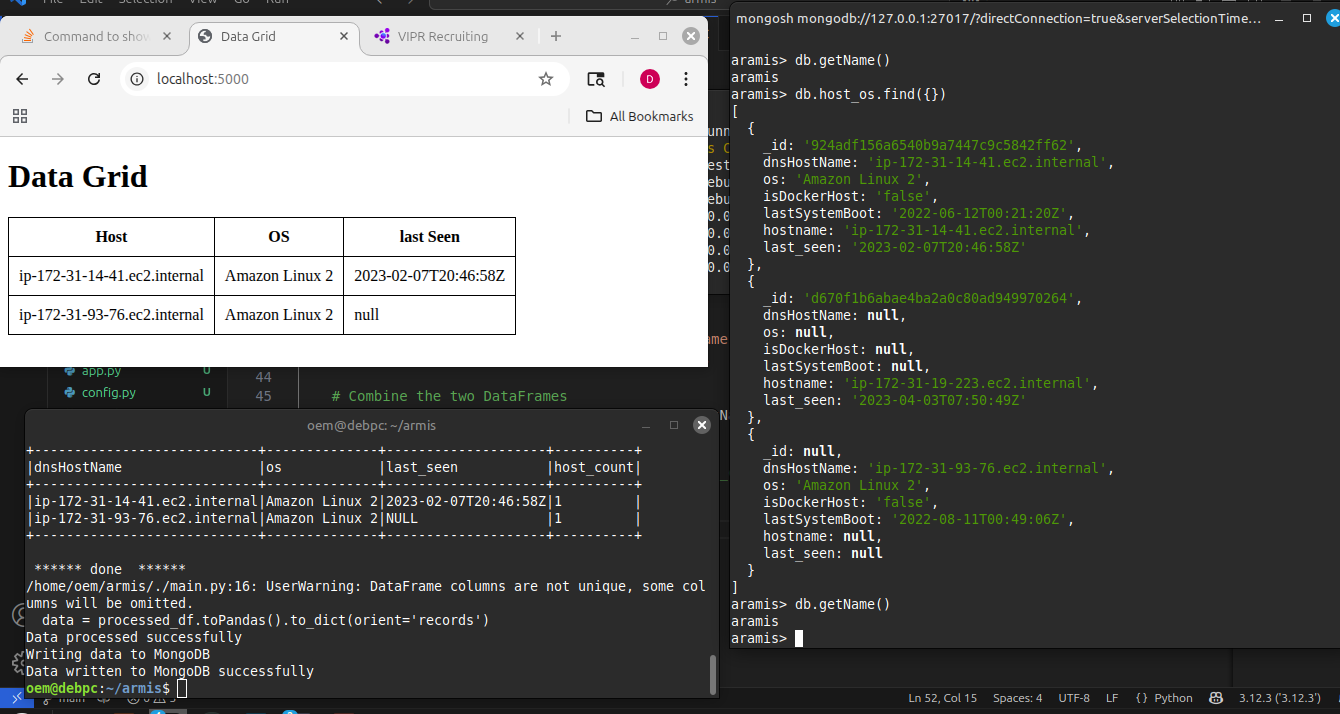 File Edit Selection View Go Run
armis
Command to show
Data Grid
VIPR Recruiting
localhost:5000
D
All Bookmarks
Data Grid
Host OS last Seen
ip-172-31-14-41.ec2.internal Amazon Linux 2 2023-02-07T20:46:58Z
ip-172-31-93-76.ec2.internal Amazon Linux 2 null
app.py U
config.py U
44
45 # Combine the two DataFrames
oem@debpc: ~/armis
+----------------------------+--------------+--------------------+----------+
|dnsHostName |os |last_seen |host_count|
+----------------------------+--------------+--------------------+----------+
|ip-172-31-14-41.ec2.internal|Amazon Linux 2|2023-02-07T20:46:58Z|1 |
|ip-172-31-93-76.ec2.internal|Amazon Linux 2|NULL |1 |
+----------------------------+--------------+--------------------+----------+
****** done ******
/home/oem/armis/./main.py:16: UserWarning: DataFrame columns are not unique, some col
umns will be omitted.
data = processed_df.toPandas().to_dict(orient='records')
Data processed successfully
Writing data to MongoDB
Data written to MongoDB successfully
oem@debpc:~/armis$
mongosh mongodb://127.0.0.1:27017/?directConnection=true&serverSelectionTime...
aramis> db.getName()
aramis
aramis> db.host_os.find({})
[
{
_id: '924adf156a6540b9a7447c9c5842ff62',
dnsHostName: 'ip-172-31-14-41.ec2.internal',
os: 'Amazon Linux 2',
isDockerHost: 'false',
lastSystemBoot: '2022-06-12T00:21:20Z',
hostname: 'ip-172-31-14-41.ec2.internal',
last_seen: '2023-02-07T20:46:58Z'
},
{
_id: 'd670f1b6abae4ba2a0c80ad949970264',
dnsHostName: null,
os: null,
isDockerHost: null,
lastSystemBoot: null,
hostname: 'ip-172-31-19-223.ec2.internal',
last_seen: '2023-04-03T07:50:49Z'
},
{
_id: null,
dnsHostName: 'ip-172-31-93-76.ec2.internal',
os: 'Amazon Linux 2',
isDockerHost: 'false',
lastSystemBoot: '2022-08-11T00:49:06Z',
hostname: null,
last_seen: null
}
]
aramis> db.getName()
aramis
aramis>
main
Ln 52, Col 15 Spaces: 4 UTF-8 LF {} Python 3.12.3 ('3.12.3')